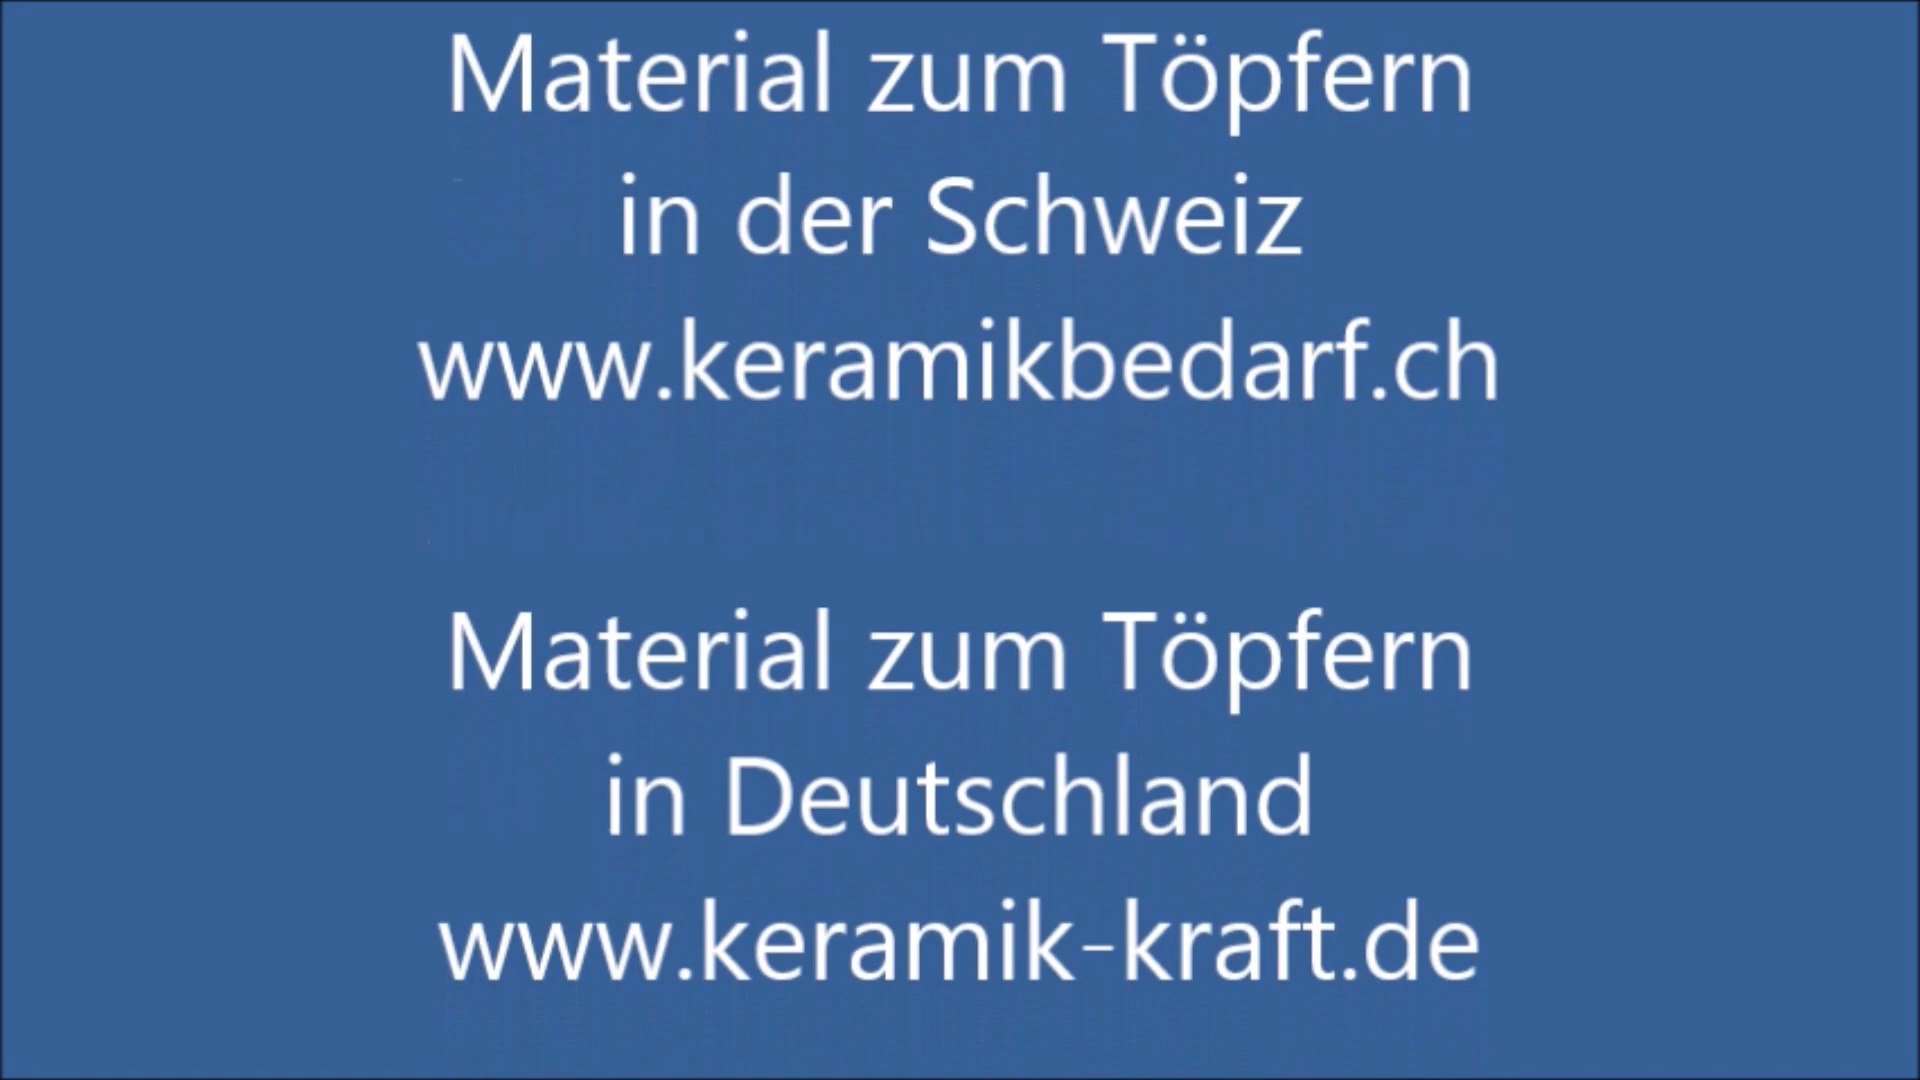 Material zum Töpfern
in der Schweiz
www.keramikbedarf.ch
Material zum Töpfern
in Deutschland
www.keramik-kraft.de